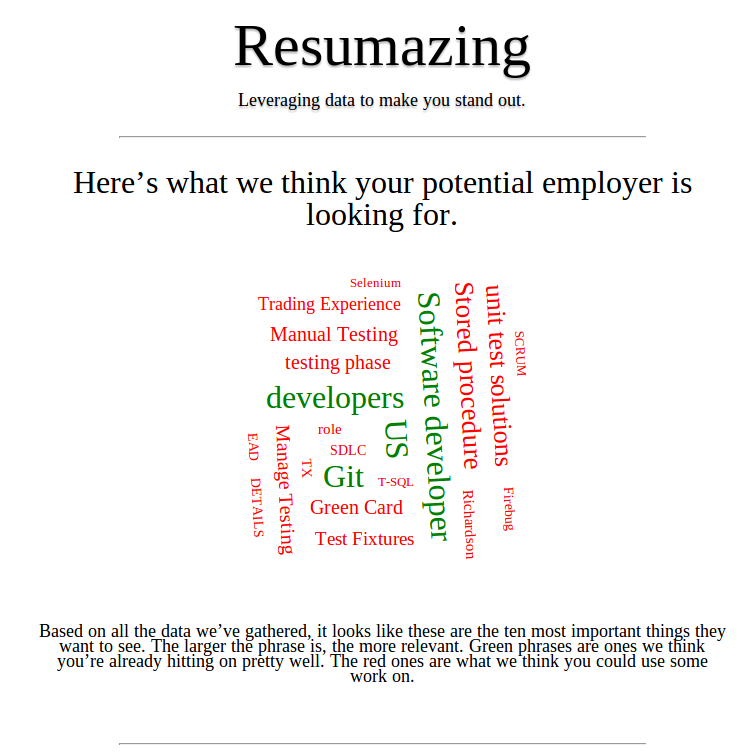 Resumazing
Leveraging data to make you stand out.
Here’s what we think your potential employer is
looking for.
Selenium
Trading Experience
Manual Testing
testing phase
developers
role
SDLC
Git
T-SQL
Green Card
Test Fixtures
EAD
DETAILS
Manage Testing
TX
US
Software developer
Stored procedure
unit test solutions
SCRUM
Richardson
Firebug
Based on all the data we’ve gathered, it looks like these are the ten most important things they
want to see. The larger the phrase is, the more relevant. Green phrases are ones we think
you’re already hitting on pretty well. The red ones are what we think you could use some
work on.